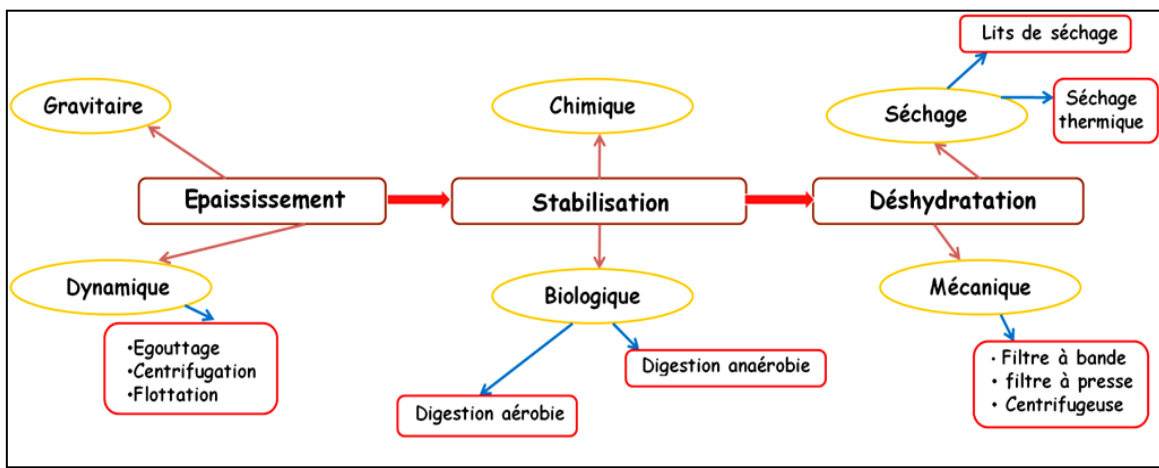 Lits de séchage
Gravitaire
Chimique
Séchage
Séchage
thermique
Epaississement
Stabilisation
Déshydratation
Dynamique
Biologique
Mécanique
•Egouttage
•Centrifugation
•Flottation
Digestion anaérobie
Digestion aérobie
• Filtre à bande
• filtre à presse
• Centrifugeuse